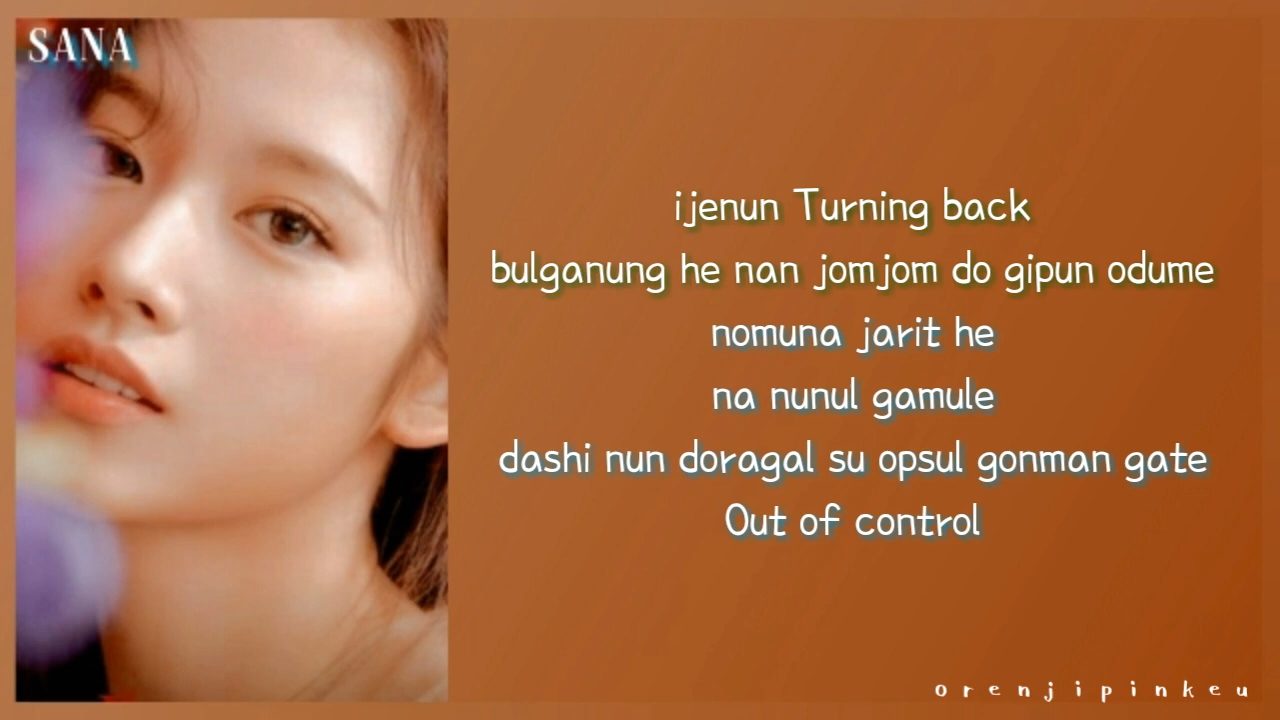 SANA
ijenun Turning back
bulganung he nan jomjom do gipun odume
nomuna jarit he
na nunul gamule
dashi nun doragal su opsul gonman gate
Out of control
orenjipinkeu